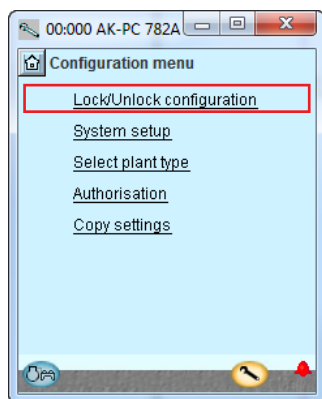 00:000 AK-PC 782A
Configuration menu
Lock/Unlock configuration
System setup
Select plant type
Authorisation
Copy settings